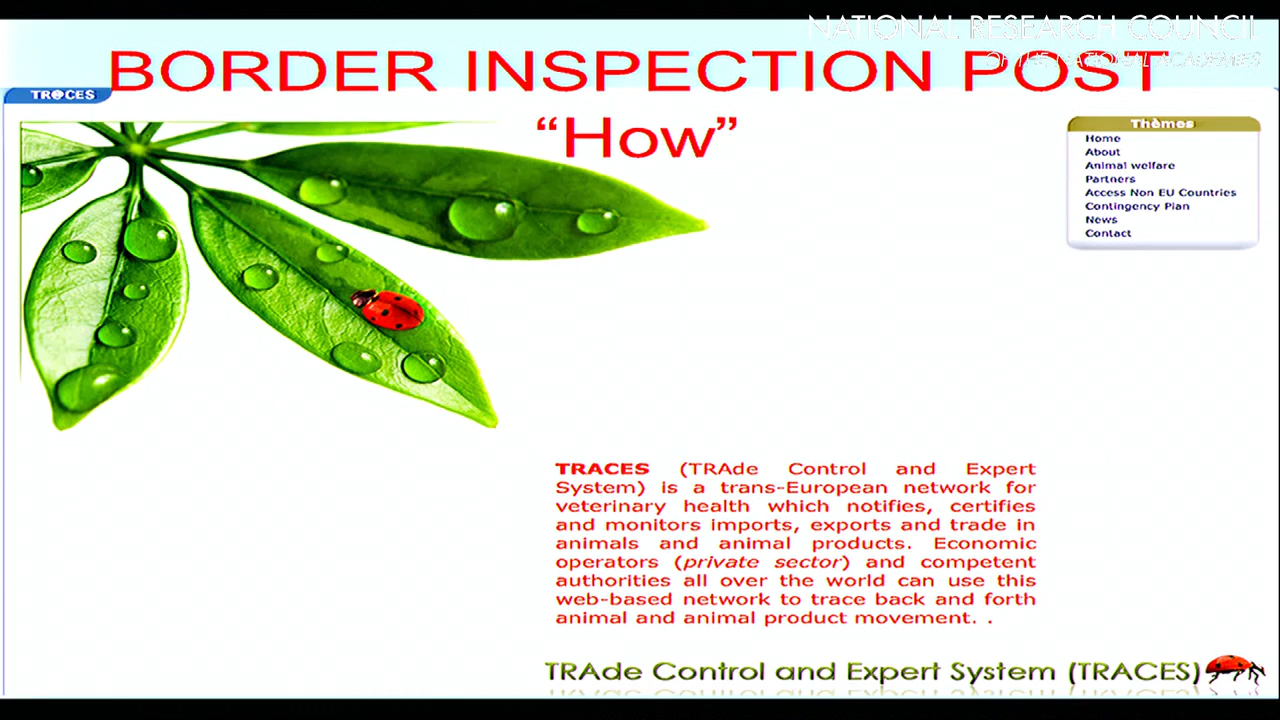 NATIONAL RESEARCH COUNCIL
OF THE NATIONAL ACADEMIES
BORDER INSPECTION POST
“How”
TRACES
Thèmes
Home
About
Animal welfare
Partners
Access Non EU Countries
Contingency Plan
News
Contact
TRACES (TRAde Control and Expert
System) is a trans-European network for
veterinary health which notifies, certifies
and monitors imports, exports and trade in
animals and animal products. Economic
operators (private sector) and competent
authorities all over the world can use this
web-based network to trace back and forth
animal and animal product movement. .
TRAde Control and Expert System (TRACES)